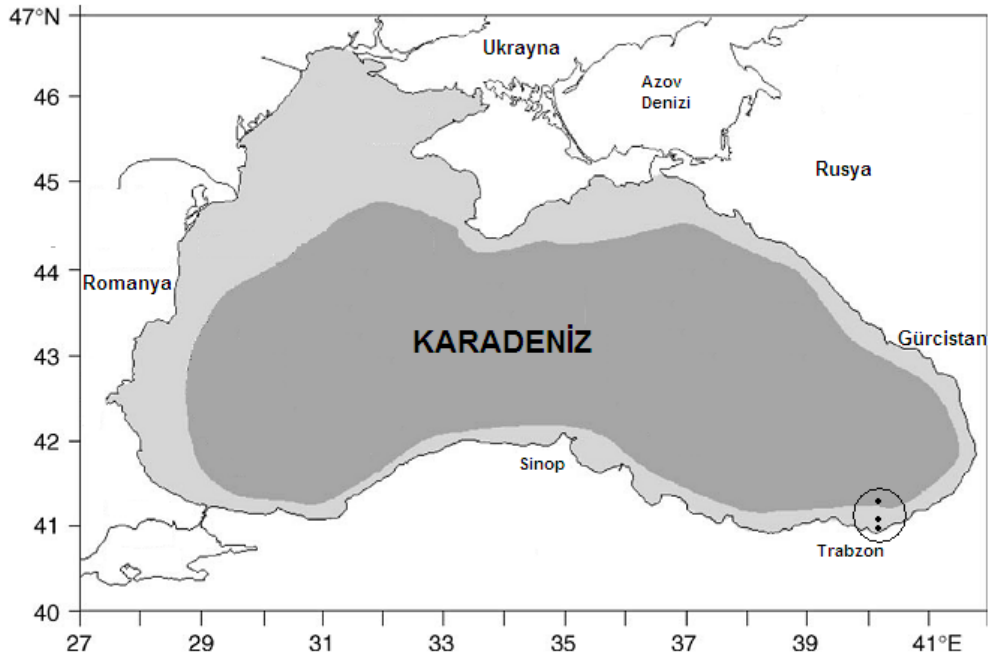 47°N
Ukrayna
46
Azov
Denizi
45
Rusya
44
Romanya
KARADENİZ
Gürcistan
43
42
Sinop
41
Trabzon
40
27 29 31 33 35 37 39 41°E